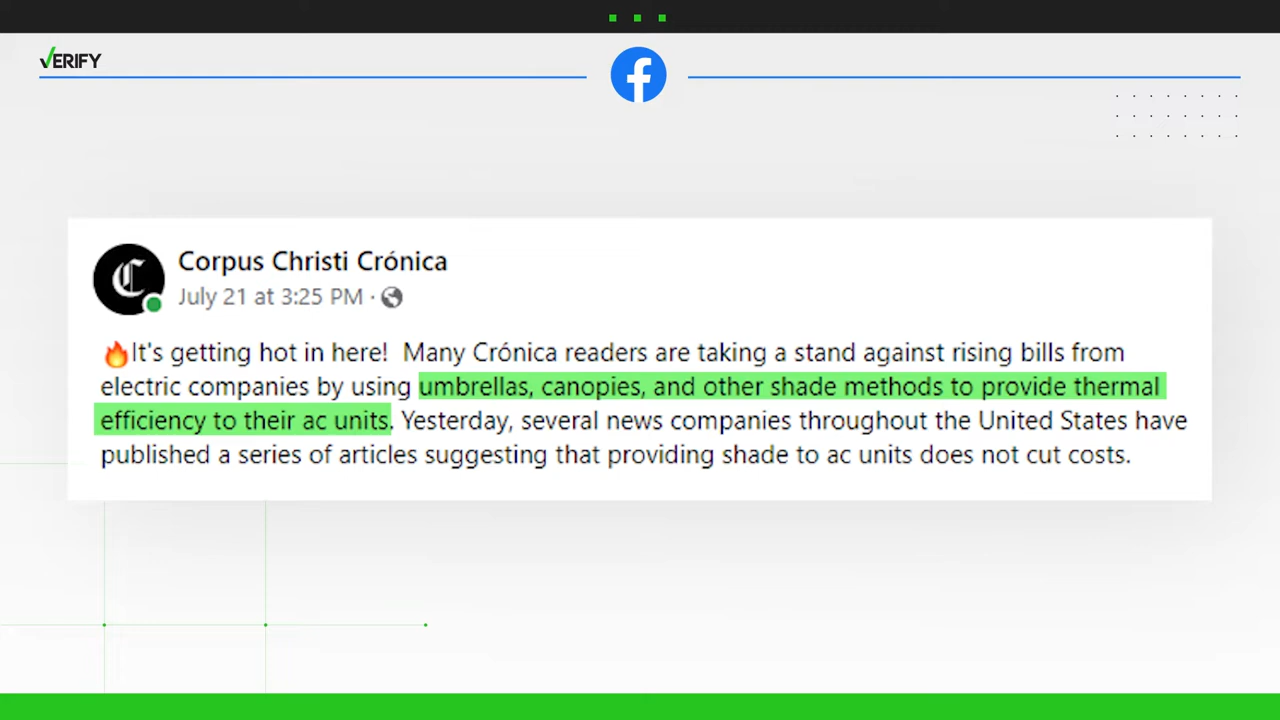 VERIFY
Corpus Christi Crónica
July 21 at 3:25 PM ·
🔥It's getting hot in here! Many Crónica readers are taking a stand against rising bills from
electric companies by using umbrellas, canopies, and other shade methods to provide thermal
efficiency to their ac units. Yesterday, several news companies throughout the United States have
published a series of articles suggesting that providing shade to ac units does not cut costs.